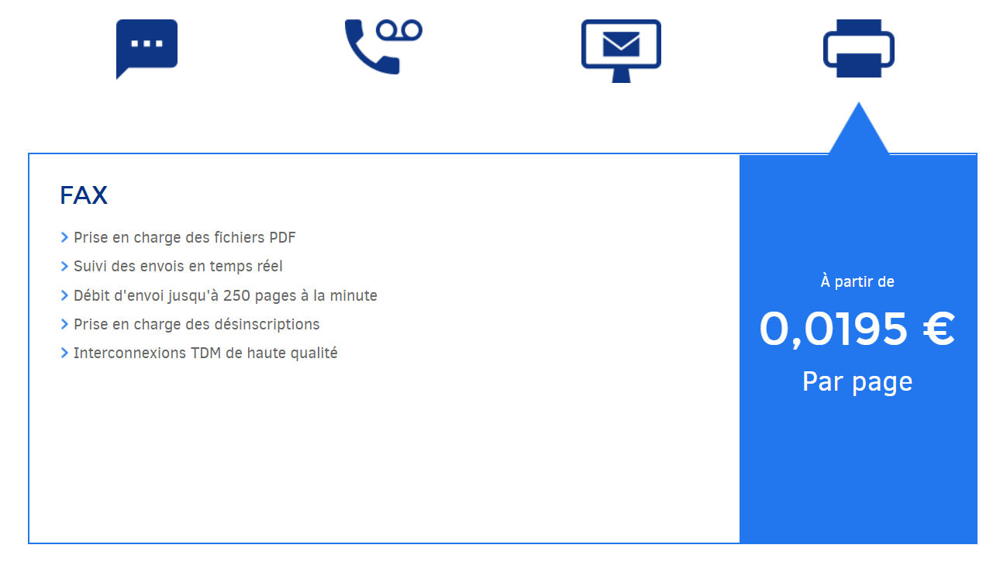 FAX
Prise en charge des fichiers PDF
Suivi des envois en temps réel
Débit d'envoi jusqu'à 250 pages à la minute
Prise en charge des désinscriptions
Interconnexions TDM de haute qualité
À partir de
0,0195 €
Par page